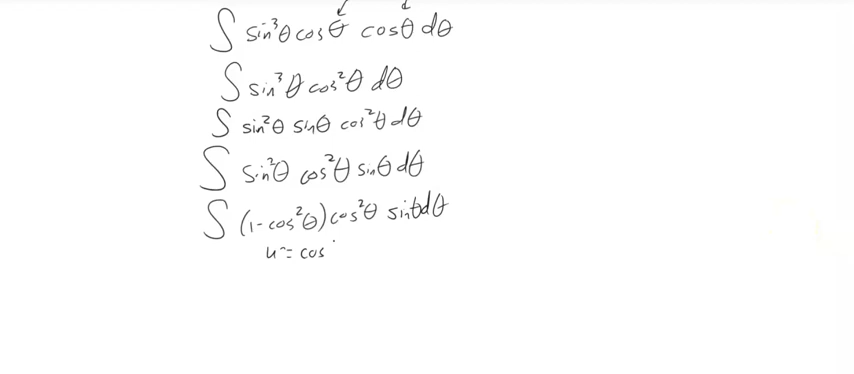 ∫ sin³θ cosθ cosθ dθ
∫ sin³θ cos²θ dθ
∫ sin²θ sinθ cos²θ dθ
∫ sin²θ cos²θ sinθ dθ
∫ (1-cos²θ) cos²θ sinθ dθ
u = cos